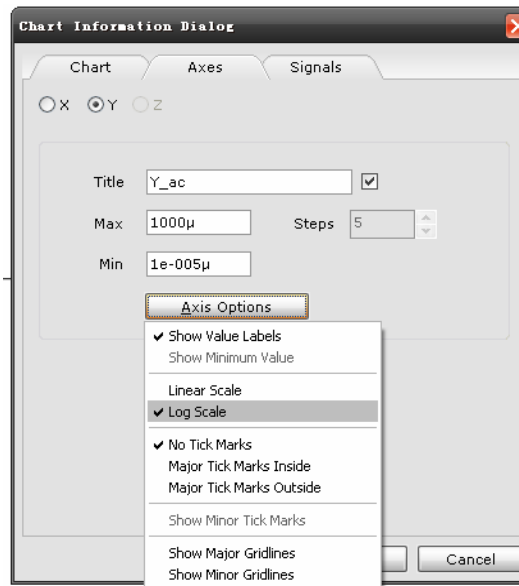 Chart Information Dialog
Chart Axes Signals
X Y Z
Title Y_ac
Max 1000µ Steps 5
Min 1e-005µ
Axis Options
Show Value Labels
Show Minimum Value
Linear Scale
Log Scale
No Tick Marks
Major Tick Marks Inside
Major Tick Marks Outside
Show Minor Tick Marks
Show Major Gridlines
Show Minor Gridlines
Cancel